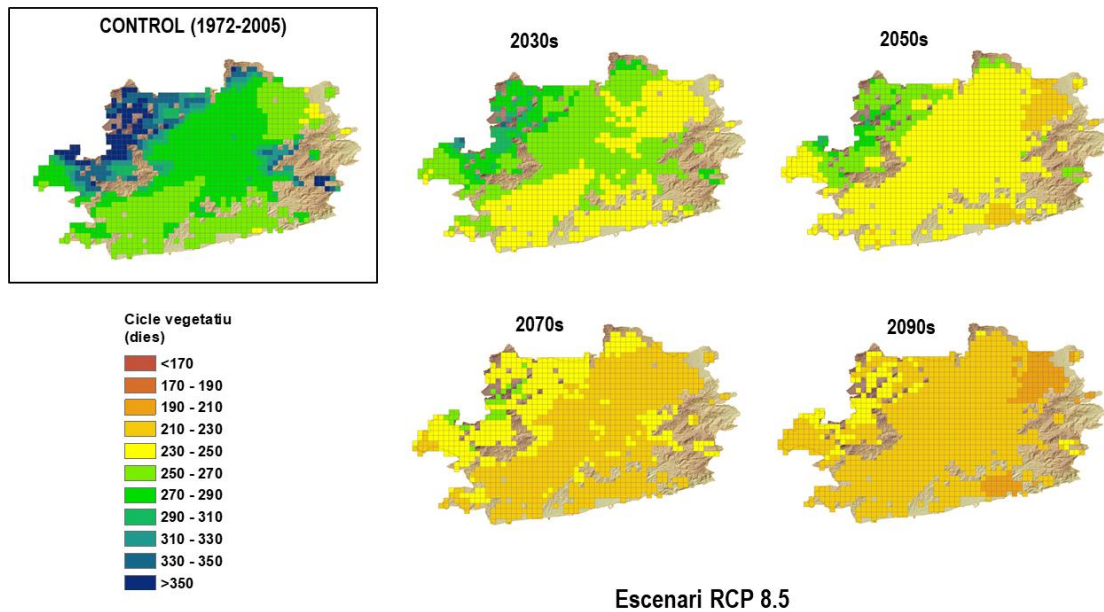 CONTROL (1972-2005)
2030s
2050s
Cicle vegetatiu
(dies)
<170
170 - 190
190 - 210
210 - 230
230 - 250
250 - 270
270 - 290
290 - 310
310 - 330
330 - 350
>350
2070s
2090s
Escenari RCP 8.5